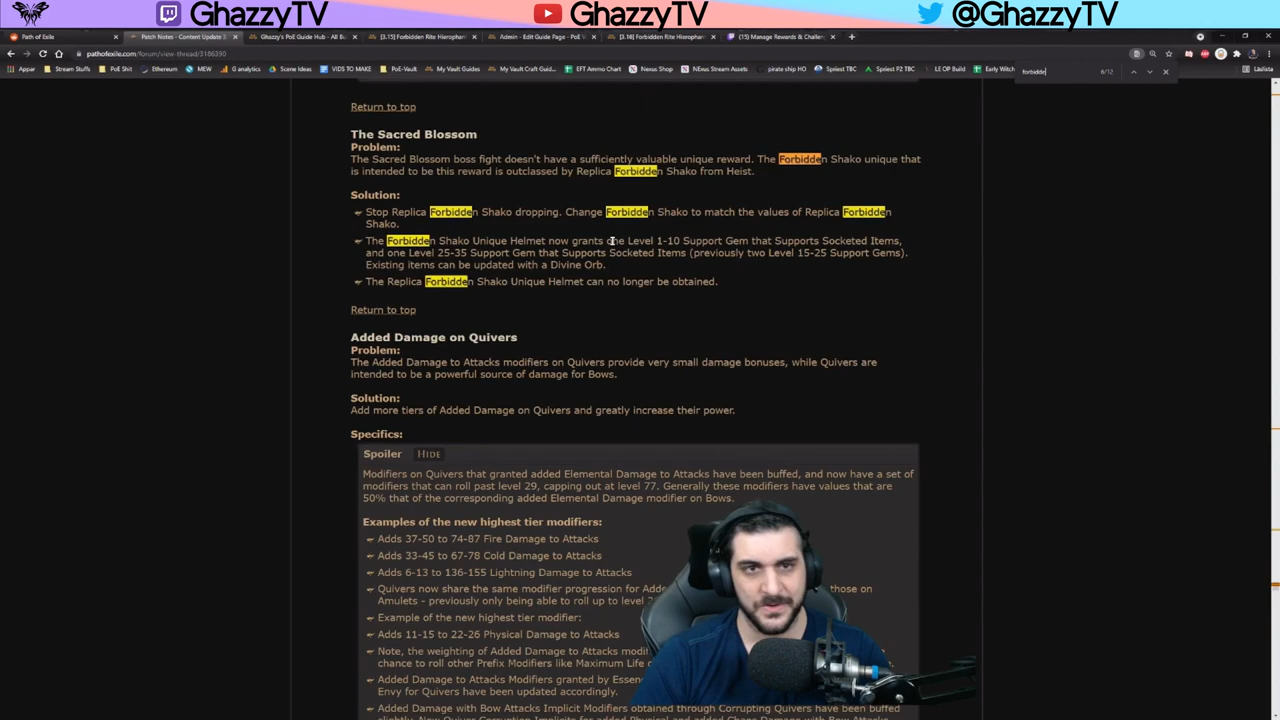 GhazzyTV
GhazzyTV
@GhazzyTV
Path of Exile
Patch Notes - Content Update 3
Ghazzy's PoE Guide Hub - All Bu
[3.15] Forbidden Rite Hierophan
Admin - Edit Guide Page - PoE V
[3.16] Forbidden Rite Hierophan
(15) Manage Rewards & Challen
pathofexile.com/forum/view-thread/3186390
forbidde
6/12
Appar
Stream Stuffs
PoE Shit
Ethereum
MEW
G analytics
Scene Ideas
VIDS TO MAKE
PoE-Vault
My Vault Guides
My Vault Craft Guid...
EFT Ammo Chart
Nexus Shop
NExus Stream Assets
pirate ship HO
Spriest TBC
Spriest P2 TBC
LE OP Build
Early Witch
Läslista
Return to top
The Sacred Blossom
Problem:
The Sacred Blossom boss fight doesn't have a sufficiently valuable unique reward. The Forbidden Shako unique that
is intended to be this reward is outclassed by Replica Forbidden Shako from Heist.
Solution:
Stop Replica Forbidden Shako dropping. Change Forbidden Shako to match the values of Replica Forbidden
Shako.
The Forbidden Shako Unique Helmet now grants one Level 1-10 Support Gem that Supports Socketed Items,
and one Level 25-35 Support Gem that Supports Socketed Items (previously two Level 15-25 Support Gems).
Existing items can be updated with a Divine Orb.
The Replica Forbidden Shako Unique Helmet can no longer be obtained.
Return to top
Added Damage on Quivers
Problem:
The Added Damage to Attacks modifiers on Quivers provide very small damage bonuses, while Quivers are
intended to be a powerful source of damage for Bows.
Solution:
Add more tiers of Added Damage on Quivers and greatly increase their power.
Specifics:
Spoiler HIDE
Modifiers on Quivers that granted added Elemental Damage to Attacks have been buffed, and now have a set of
modifiers that can roll past level 29, capping out at level 77. Generally these modifiers have values that are
50% that of the corresponding added Elemental Damage modifier on Bows.
Examples of the new highest tier modifiers:
Adds 37-50 to 74-87 Fire Damage to Attacks
Adds 33-45 to 67-78 Cold Damage to Attacks
Adds 6-13 to 136-155 Lightning Damage to Attacks
Quivers now share the same modifier progression for Adde those on
Amulets - previously only being able to roll up to level
Example of the new highest tier modifier:
Adds 11-15 to 22-26 Physical Damage to Attacks
Note, the weighting of Added Damage to Attacks modif
chance to roll other Prefix Modifiers like Maximum Life
Added Damage to Attacks Modifiers granted by Essenc
Envy for Quivers have been updated accordingly.
Added Damage with Bow Attacks Implicit Modifiers obtained through Corrupting Quivers have been buffed
slightly. New Quiver Corruption Implicits for added Physical and added Chaos Damage with Bow Attacks